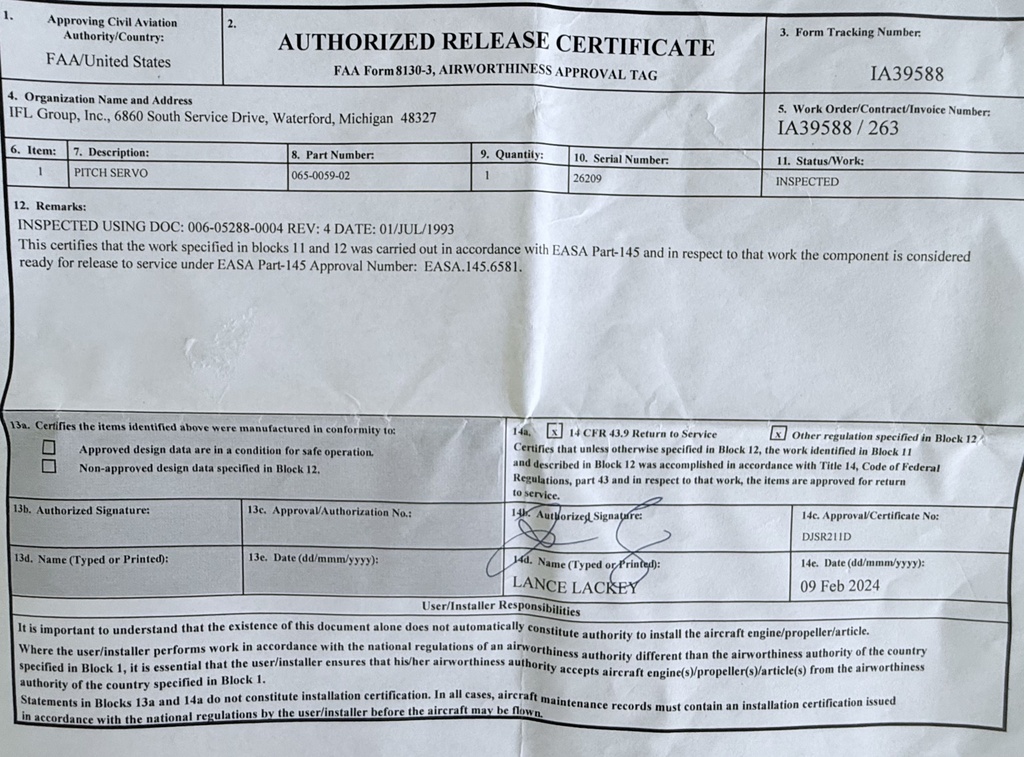 1. Approving Civil Aviation
Authority/Country:
FAA/United States
2.
AUTHORIZED RELEASE CERTIFICATE
FAA Form 8130-3, AIRWORTHINESS APPROVAL TAG
3. Form Tracking Number:
IA39588
4. Organization Name and Address
IFL Group, Inc., 6860 South Service Drive, Waterford, Michigan 48327
5. Work Order/Contract/Invoice Number:
IA39588 / 263
6. Item:
1
7. Description:
PITCH SERVO
8. Part Number:
065-0059-02
9. Quantity:
1
10. Serial Number:
26209
11. Status/Work:
INSPECTED
12. Remarks:
INSPECTED USING DOC: 006-05288-0004 REV: 4 DATE: 01/JUL/1993
This certifies that the work specified in blocks 11 and 12 was carried out in accordance with EASA Part-145 and in respect to that work the component is considered
ready for release to service under EASA Part-145 Approval Number: EASA.145.6581.
13a. Certifies the items identified above were manufactured in conformity to:
Approved design data are in a condition for safe operation.
Non-approved design data specified in Block 12.
14a. x 14 CFR 43.9 Return to Service x Other regulation specified in Block 12
Certifies that unless otherwise specified in Block 12, the work identified in Block 11
and described in Block 12 was accomplished in accordance with Title 14, Code of Federal
Regulations, part 43 and in respect to that work, the items are approved for return
to service.
13b. Authorized Signature:
13c. Approval/Authorization No.:
14b. Authorized Signature:
14c. Approval/Certificate No:
DJSR211D
13d. Name (Typed or Printed):
13e. Date (dd/mmm/yyyy):
14d. Name (Typed or Printed):
LANCE LACKEY
14e. Date (dd/mmm/yyyy):
09 Feb 2024
User/Installer Responsibilities
It is important to understand that the existence of this document alone does not automatically constitute authority to install the aircraft engine/propeller/article.
Where the user/installer performs work in accordance with the national regulations of an airworthiness authority different than the airworthiness authority of the country
specified in Block 1, it is essential that the user/installer ensures that his/her airworthiness authority accepts aircraft engine(s)/propeller(s)/article(s) from the airworthiness
authority of the country specified in Block 1.
Statements in Blocks 13a and 14a do not constitute installation certification. In all cases, aircraft maintenance records must contain an installation certification issued
in accordance with the national regulations by the user/installer before the aircraft may be flown.